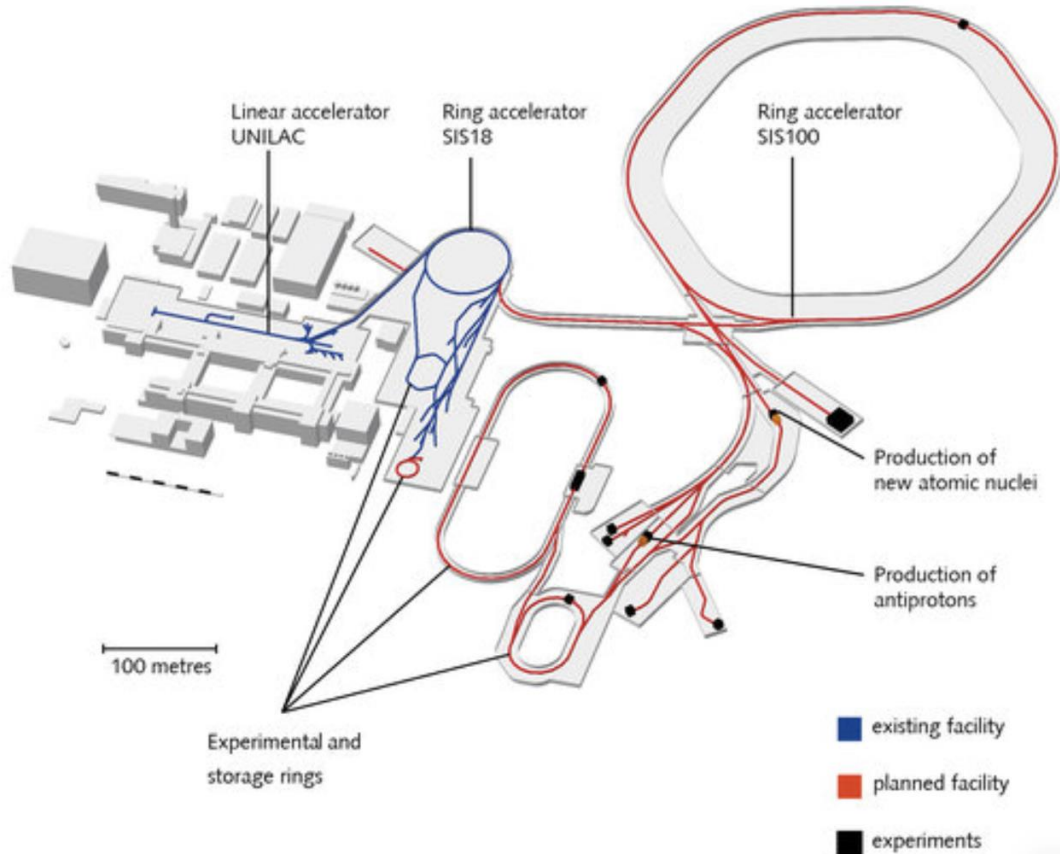 Linear accelerator
UNILAC
Ring accelerator
SIS18
Ring accelerator
SIS100
Production of
new atomic nuclei
Production of
antiprotons
100 metres
Experimental and
storage rings
existing facility
planned facility
experiments